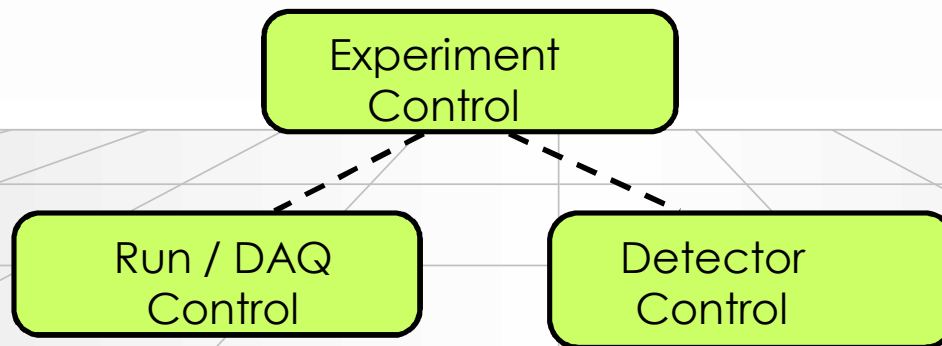 Experiment
Control
Run / DAQ
Control
Detector
Control